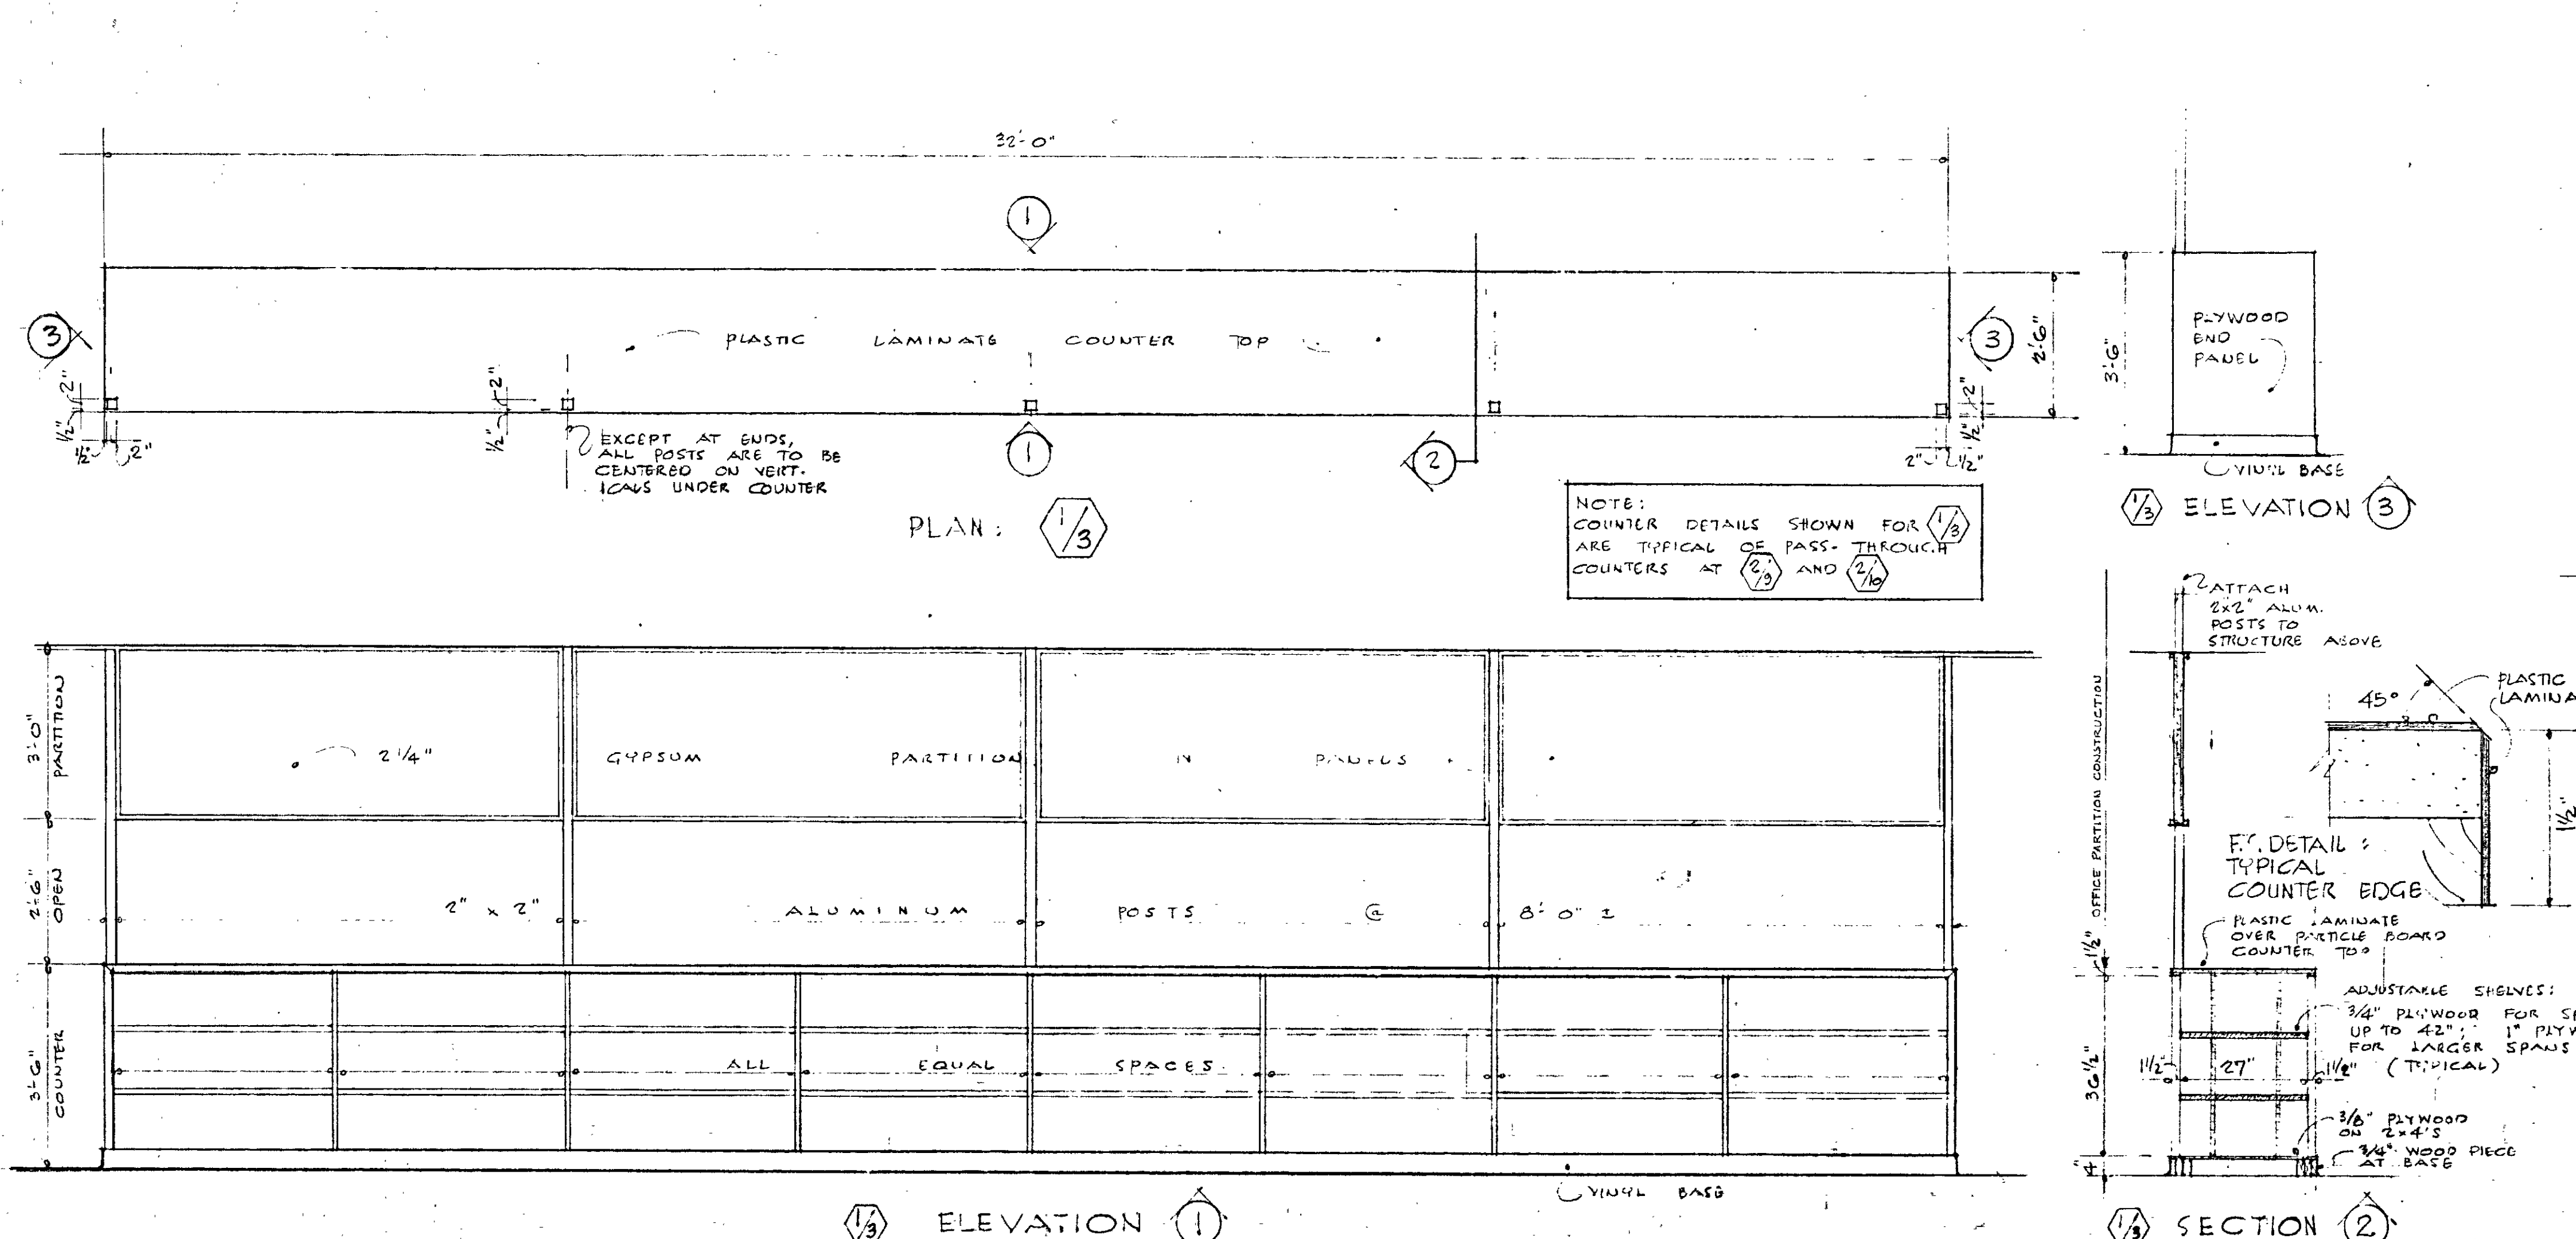 32'-0"
1
3
PLASTIC LAMINATE COUNTER TOP
3
2'-6"
2"
1/2"
1/2"
2"
2"
1/2"
2"
1/2"
2"
1/2"
EXCEPT AT ENDS,
ALL POSTS ARE TO BE
CENTERED ON VERT-
ICALS UNDER COUNTER
1
2
PLAN: 1/3
NOTE:
COUNTER DETAILS SHOWN FOR 1/3
ARE TYPICAL OF PASS-THROUGH
COUNTERS AT 2/9 AND 2/10
3'-6"
PLYWOOD
END
PANEL
VINYL BASE
1/3 ELEVATION 3
3'-0"
PARTITION
2'-6"
OPEN
3'-6"
COUNTER
2 1/4" GYPSUM PARTITION IN PANELS
2" x 2" ALUMINUM POSTS @ 8'-0" ±
ALL EQUAL SPACES
VINYL BASE
1/3 ELEVATION 1
ATTACH
2x2" ALUM.
POSTS TO
STRUCTURE ABOVE
OFFICE PARTITION CONSTRUCTION
45°
PLASTIC
LAMINA
1 1/2"
DETAIL:
TYPICAL
COUNTER EDGE
PLASTIC LAMINATE
OVER PARTICLE BOARD
COUNTER TOP
1 1/2"
36 1/2"
4"
ADJUSTABLE SHELVES:
3/4" PLYWOOD FOR
UP TO 42"; 1" PLYW
FOR LARGER SPANS
(TYPICAL)
1 1/2"
27"
1 1/2"
3/8" PLYWOOD
ON 2x4'S
3/4" WOOD PIECE
AT BASE
1/3 SECTION 2